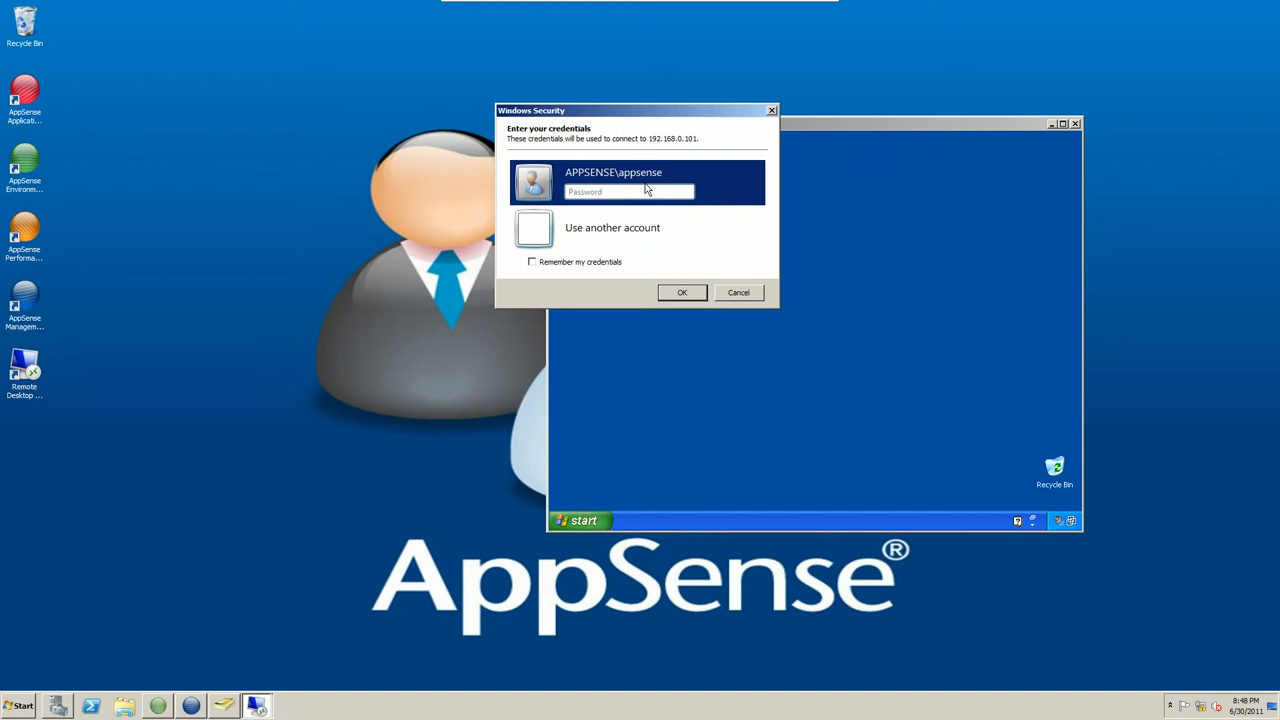 Recycle Bin
AppSense
Applicati...
AppSense
Environm...
AppSense
Performa...
AppSense
Managem...
Remote
Desktop ...
Windows Security
Enter your credentials
These credentials will be used to connect to 192.168.0.101.
APPSENSE\appsense
Password
Use another account
Remember my credentials
OK
Cancel
Recycle Bin
start
AppSense®
Start
8:48 PM
6/30/2011